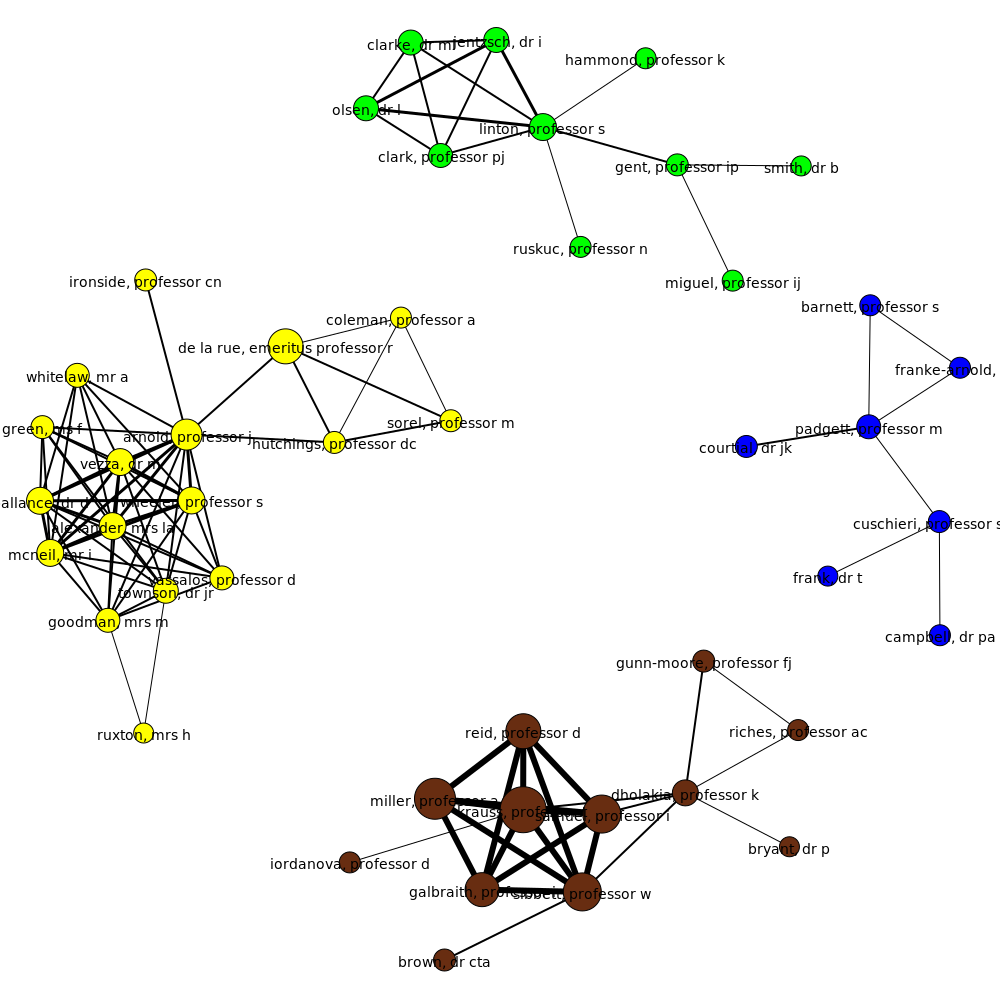 clarke, dr ml
jentzsch, dr i
hammond, professor k
olsen, dr l
linton, professor s
clark, professor pj
gent, professor ip
smith, dr b
ruskuc, professor n
miguel, professor ij
ironside, professor cn
barnett, professor s
coleman, professor a
de la rue, emeritus professor r
franke-arnold,
whitelaw, mr a
sorel, professor m
green, ms f
arnold, professor j
hutchings, professor dc
padgett, professor m
courtial, dr jk
vezza, dr m
allance, dr d
wheeler, professor s
alexander, mrs la
cuschieri, professor s
mcneil, mr i
vassalos, professor d
townson, dr jr
frank, dr t
goodman, mrs m
campbell, dr pa
gunn-moore, professor fj
ruxton, mrs h
reid, professor d
riches, professor ac
miller, professor a
dholakia, professor k
krauss,
samuel, professor i
bryant, dr p
iordanova, professor d
galbraith,
sibbett, professor w
brown, dr cta